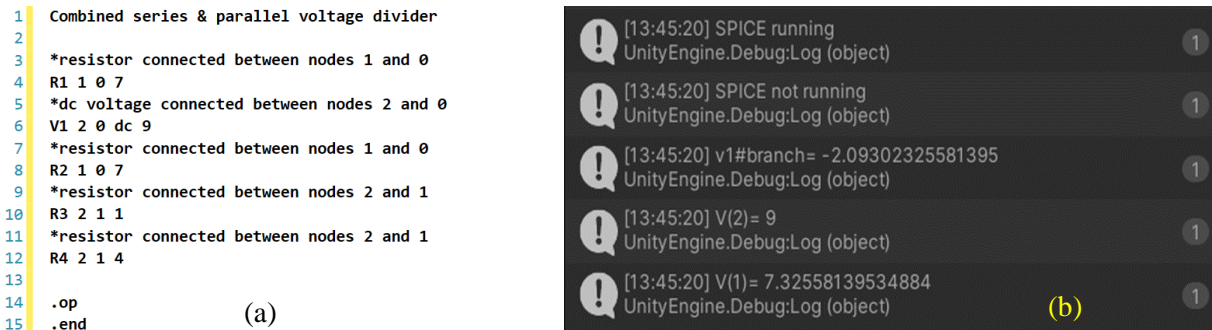 1 Combined series & parallel voltage divider
2
3 *resistor connected between nodes 1 and 0
4 R1 1 0 7
5 *dc voltage connected between nodes 2 and 0
6 V1 2 0 dc 9
7 *resistor connected between nodes 1 and 0
8 R2 1 0 7
9 *resistor connected between nodes 2 and 1
10 R3 2 1 1
11 *resistor connected between nodes 2 and 1
12 R4 2 1 4
13
14 .op
15 .end
(a)
[13:45:20] SPICE running
UnityEngine.Debug:Log (object)
1
[13:45:20] SPICE not running
UnityEngine.Debug:Log (object)
1
[13:45:20] v1#branch= -2.09302325581395
UnityEngine.Debug:Log (object)
1
[13:45:20] V(2)= 9
UnityEngine.Debug:Log (object)
1
[13:45:20] V(1)= 7.32558139534884
UnityEngine.Debug:Log (object)
1
(b)